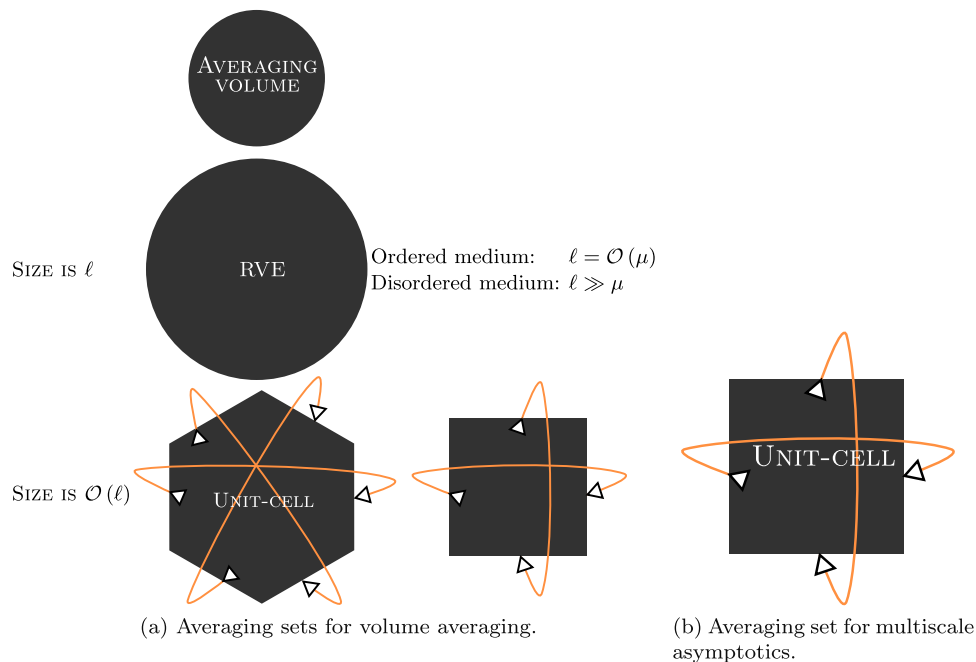 Averaging
volume
Size is ℓ
RVE
Ordered medium: ℓ = O (μ)
Disordered medium: ℓ ≫ μ
Size is O (ℓ)
Unit-cell
Unit-cell
(a) Averaging sets for volume averaging.
(b) Averaging set for multiscale
asymptotics.